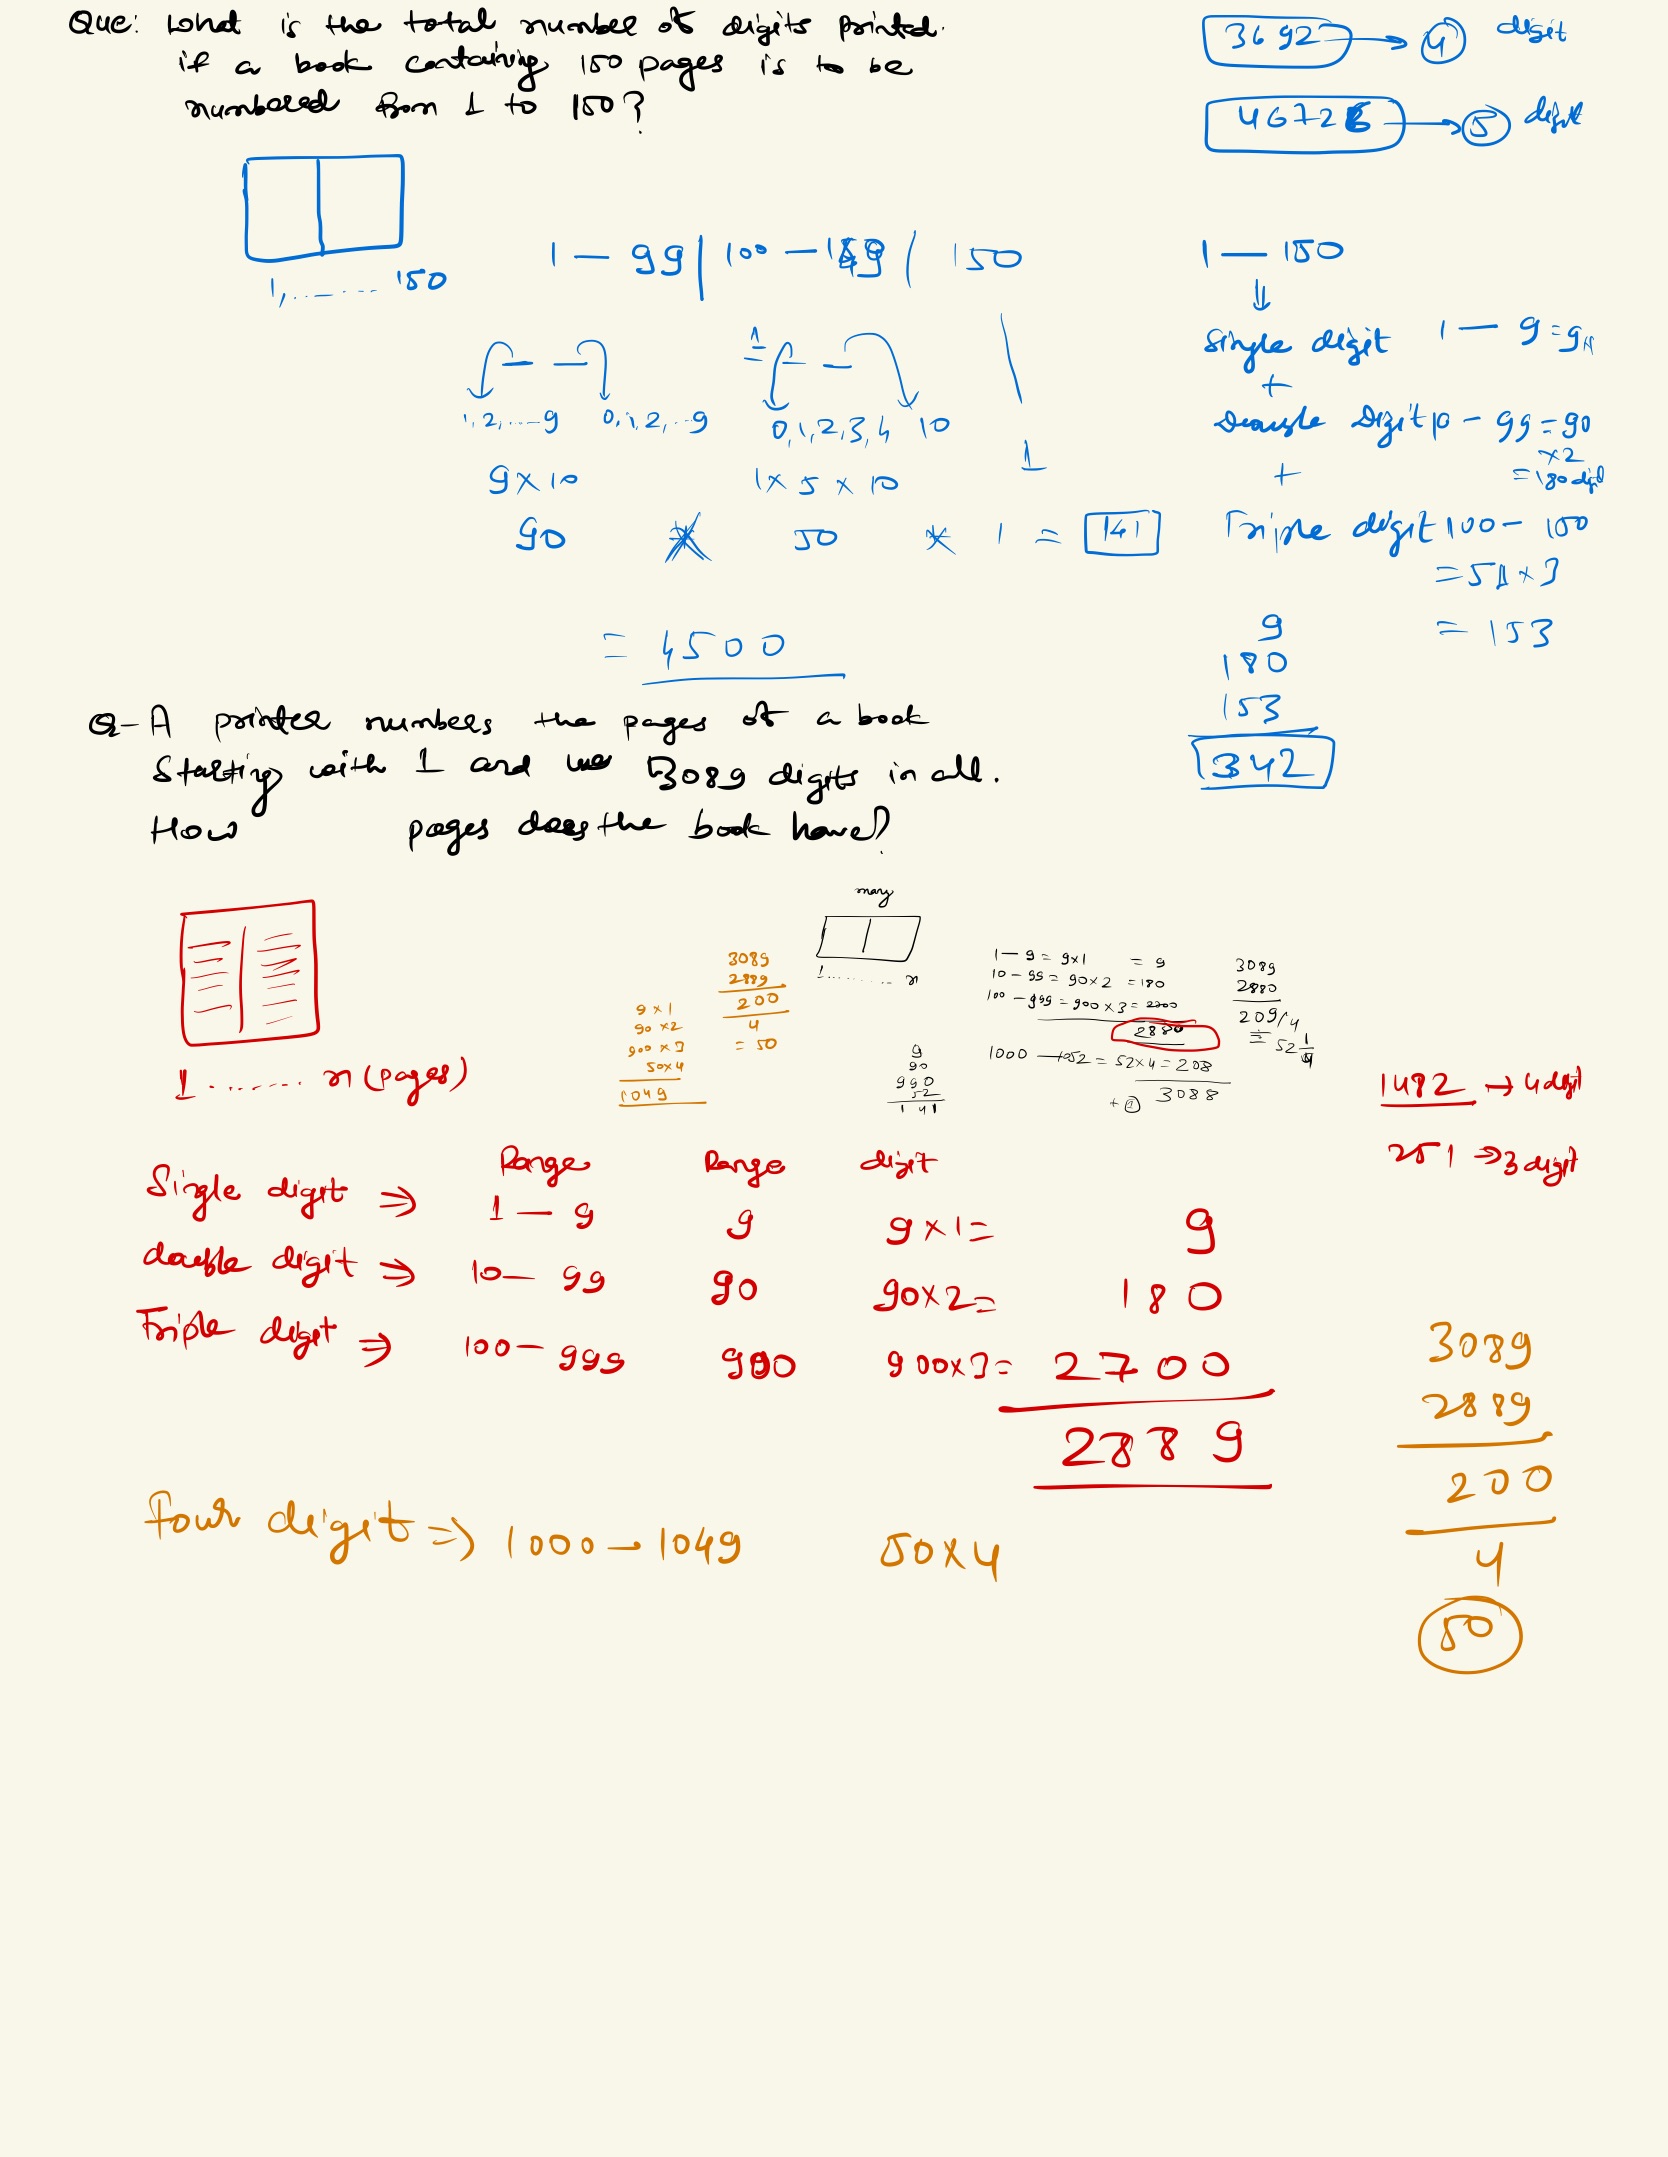 Que: What is the total number of digits printed.
if a book containing 150 pages is to be
numbered from 1 to 150?
3692 → 4 digit
46726 → 5 digit
1,........ 150
1 — 99 | 100 — 149 | 150
1 — 150
⇓
Single digit 1 — 9 = 9
+
Double Digit 10 — 99 = 90
×2
= 180 digit
+
Triple digit 100 — 150
= 51 × 3
= 153
1
1,2,...9 0,1,2,..9 0,1,2,3,4 10
1
9 × 10 1 × 5 × 10
90 50 × 1 = 141
= 4500
9
180
153
342
Q- A printer numbers the pages of a book
Starting with 1 and uses 3089 digits in all.
How pages does the book have?
many
1.......... n
1 ........ n (pages)
9 × 1
90 × 2
900 × 3
50 × 4
1049
3089
2889
200
4
= 50
1 — 9 = 9×1 = 9
10 — 99 = 90×2 = 180
100 — 999 = 900×3 = 2700
2880
1000 — 1052 = 52×4 = 208
3088
+ 1
9
90
990
52
1 41
3089
2880
209/4
= 52 1/4
1482 → 4 digit
251 → 3 digit
Range Range digit
Single digit ⇒ 1 — 9 9 9×1= 9
double digit ⇒ 10 — 99 90 90×2= 180
Triple digit ⇒ 100 — 999 900 900×3= 2700
2889
Four digit ⇒ 1000 — 1049 50×4
3089
2889
200
4
50